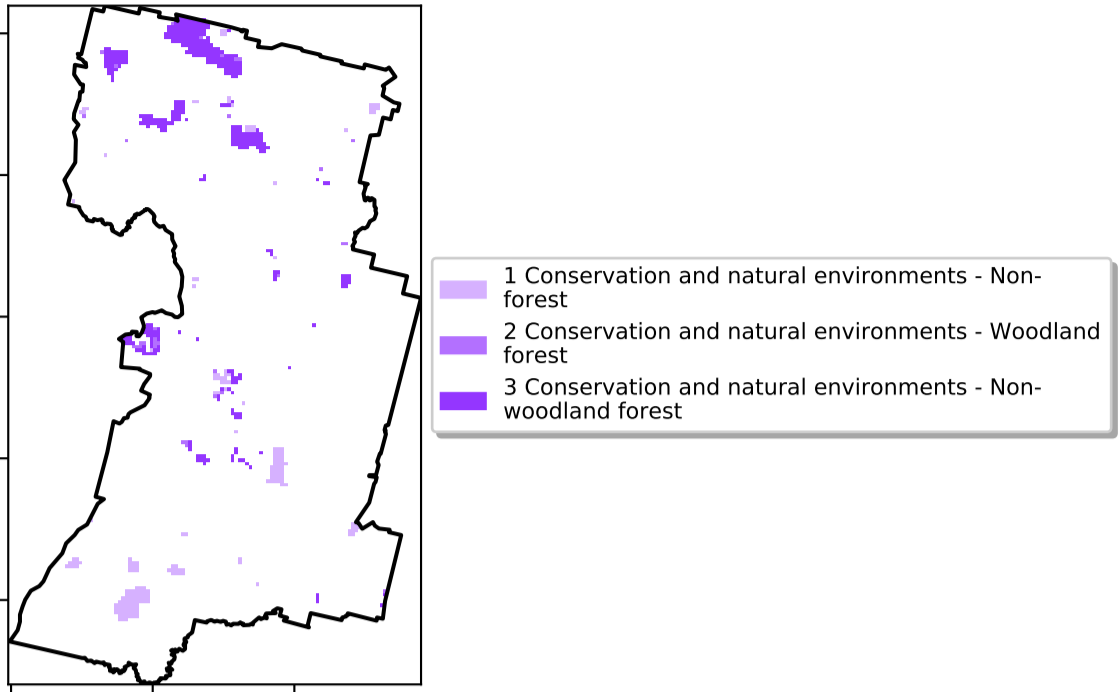 1 Conservation and natural environments - Non-
forest
2 Conservation and natural environments - Woodland
forest
3 Conservation and natural environments - Non-
woodland forest